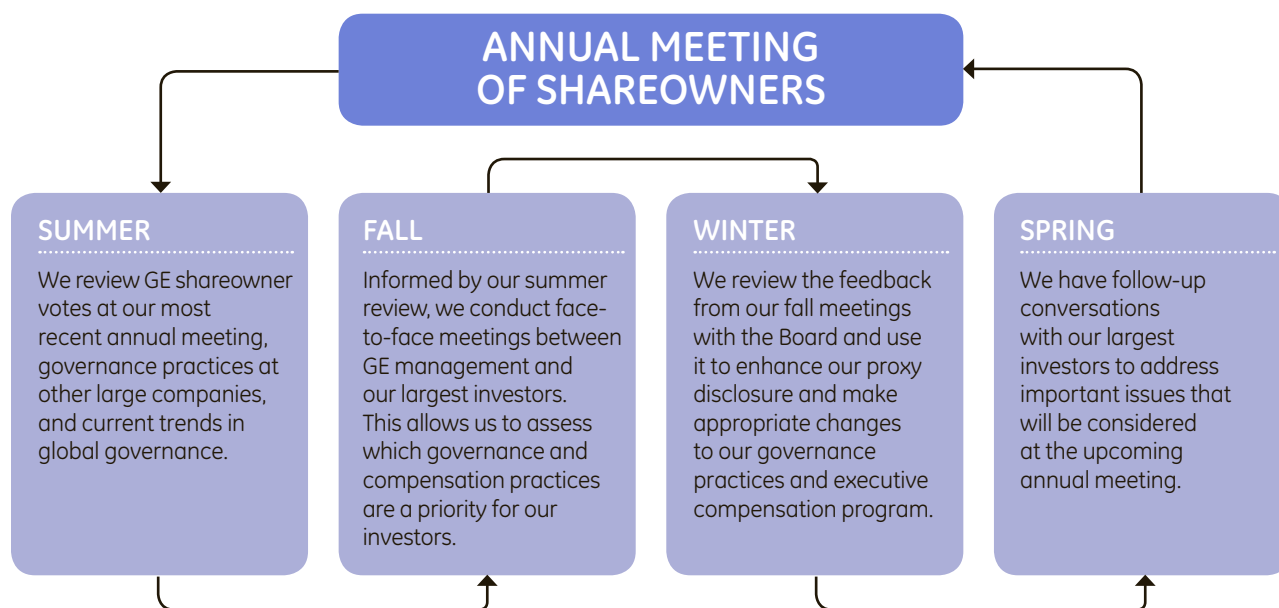 ANNUAL MEETING
OF SHAREOWNERS
SUMMER
We review GE shareowner
votes at our most
recent annual meeting,
governance practices at
other large companies,
and current trends in
global governance.
FALL
Informed by our summer
review, we conduct face-
to-face meetings between
GE management and
our largest investors.
This allows us to assess
which governance and
compensation practices
are a priority for our
investors.
WINTER
We review the feedback
from our fall meetings
with the Board and use
it to enhance our proxy
disclosure and make
appropriate changes
to our governance
practices and executive
compensation program.
SPRING
We have follow-up
conversations
with our largest
investors to address
important issues that
will be considered
at the upcoming
annual meeting.